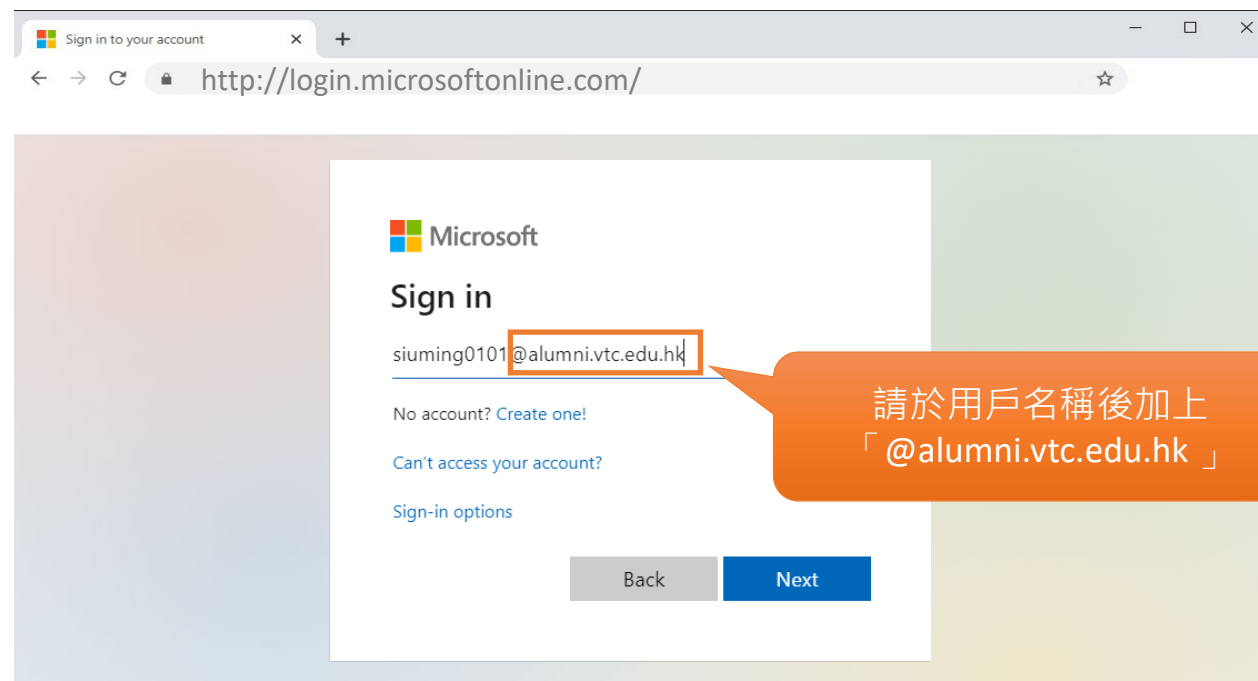 Sign in to your account
http://login.microsoftonline.com/
Microsoft
Sign in
siuming0101@alumni.vtc.edu.hk
No account? Create one!
Can't access your account?
Sign-in options
Back Next
請於用戶名稱後加上
「@alumni.vtc.edu.hk 」